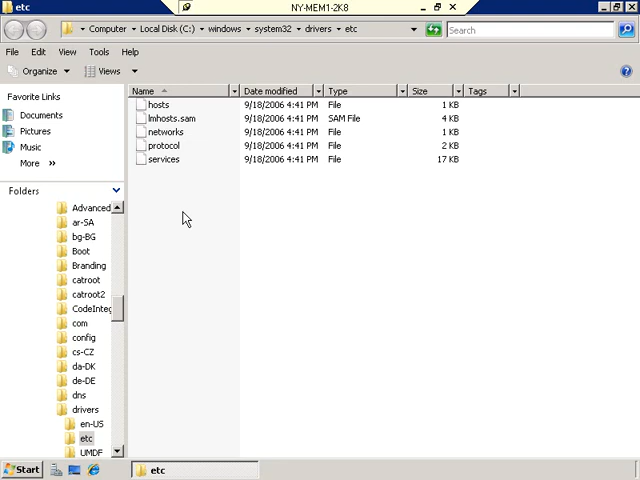 etc
NY-MEM1-2K8
Computer Local Disk (C:) windows system32 drivers etc
Search
File Edit View Tools Help
Organize Views
Favorite Links
Documents
Pictures
Music
More »
Folders
Advanced
ar-SA
bg-BG
Boot
Branding
catroot
catroot2
CodeInteg
com
config
cs-CZ
da-DK
de-DE
dns
drivers
en-US
etc
UMDF
Name Date modified Type Size Tags
hosts 9/18/2006 4:41 PM File 1 KB
lmhosts.sam 9/18/2006 4:41 PM SAM File 4 KB
networks 9/18/2006 4:41 PM File 1 KB
protocol 9/18/2006 4:41 PM File 2 KB
services 9/18/2006 4:41 PM File 17 KB
Start
etc